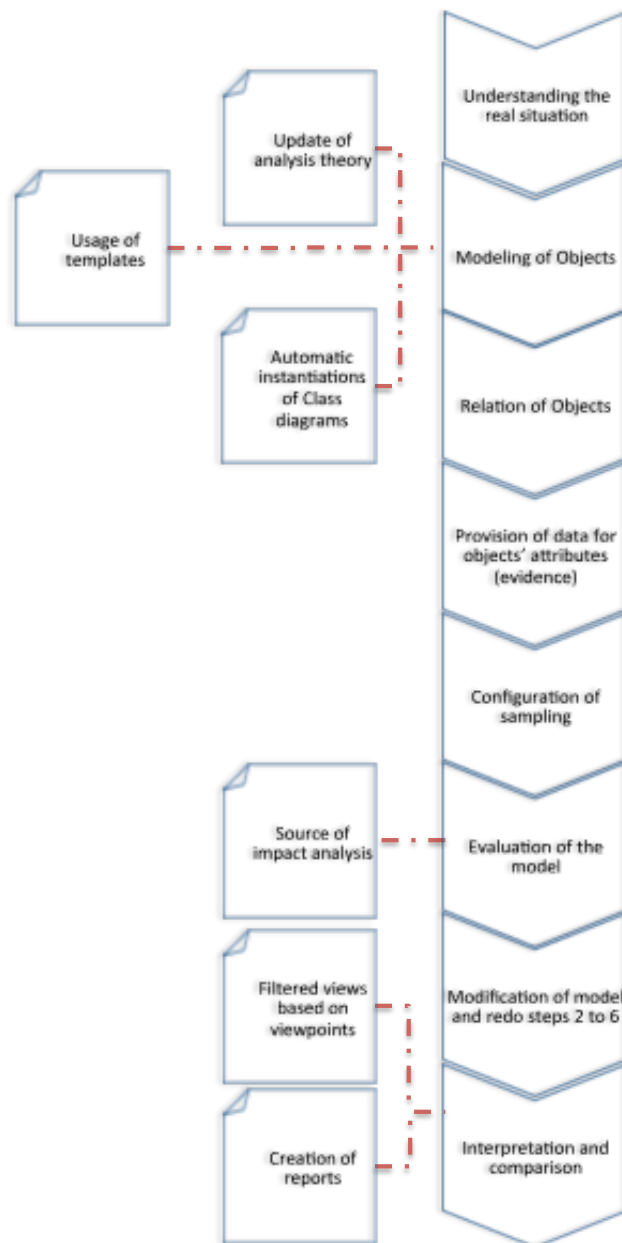 Understanding the
real situation
Update of
analysis theory
Usage of
templates
Modeling of Objects
Automatic
instantiations
of Class
diagrams
Relation of Objects
Provision of data for
objects' attributes
(evidence)
Configuration of
sampling
Source of
impact analysis
Evaluation of the
model
Filtered views
based on
viewpoints
Modification of model
and redo steps 2 to 6
Creation of
reports
Interpretation and
comparison